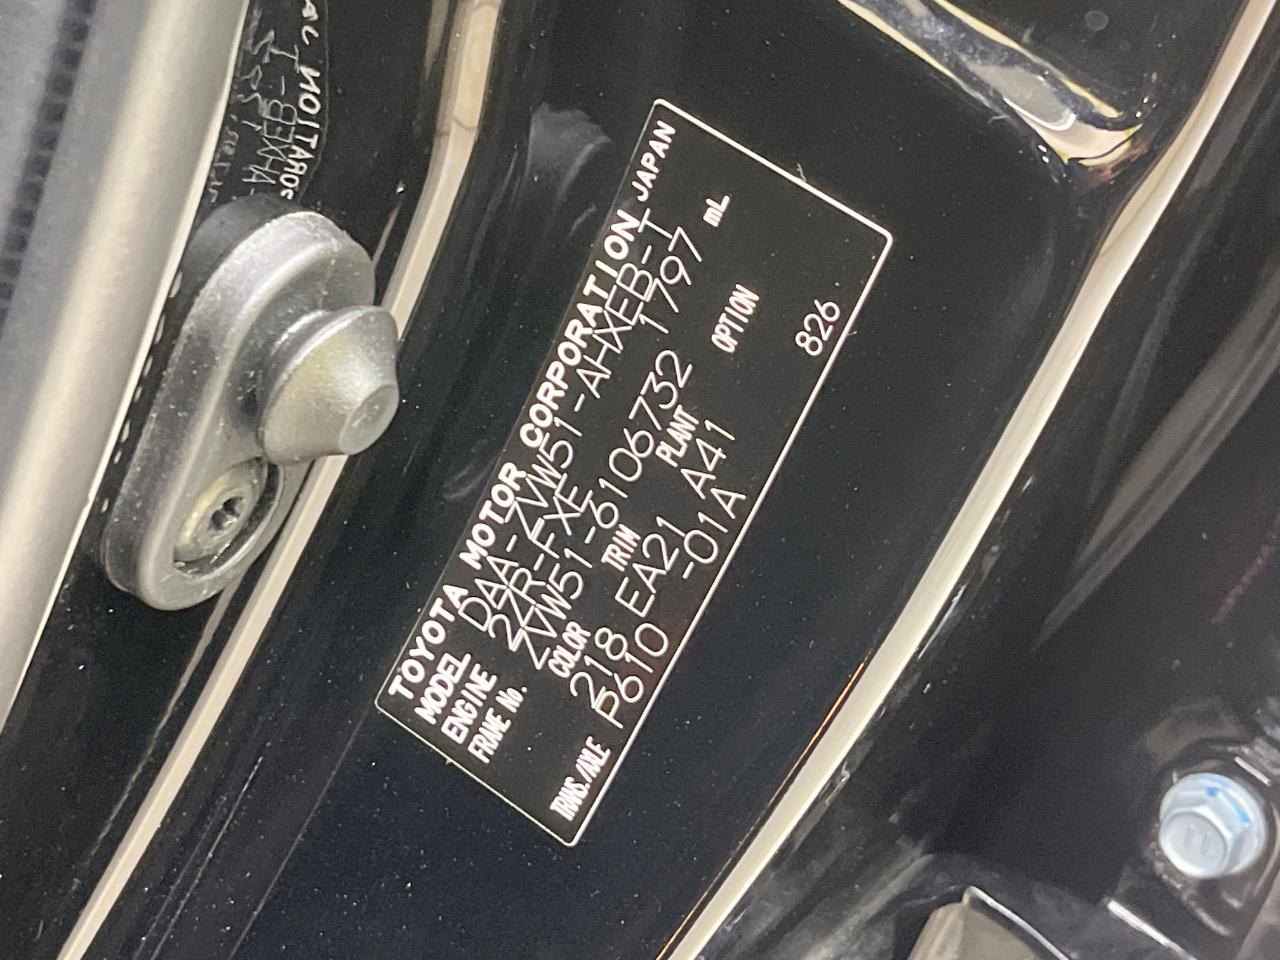 TOYOTA MOTOR CORPORATION JAPAN
MODEL DAA-ZVW51-AHXEB-T
ENGINE 2ZR-FXE 1797 mL
FRAME No. ZVW51-6106732
COLOR TRIM PLANT OPTION
218 EA21 A41 826
TRANS./AXLE P610 -01A